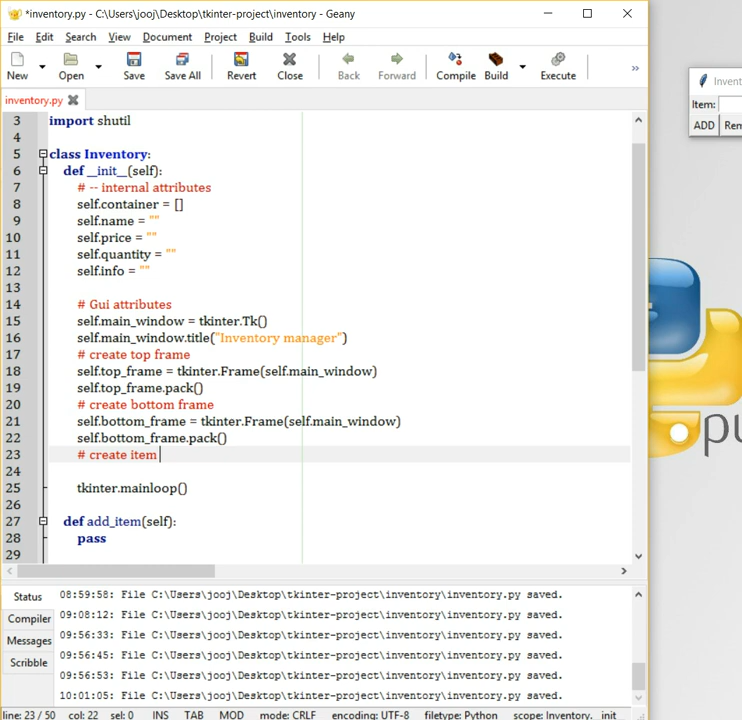 *inventory.py - C:\Users\jooj\Desktop\tkinter-project\inventory - Geany
File Edit Search View Document Project Build Tools Help
New Open Save Save All Revert Close Back Forward Compile Build Execute »
inventory.py
3 import shutil
4
5 class Inventory:
6 def __init__(self):
7 # -- internal attributes
8 self.container = []
9 self.name = ""
10 self.price = ""
11 self.quantity = ""
12 self.info = ""
13
14 # Gui attributes
15 self.main_window = tkinter.Tk()
16 self.main_window.title("Inventory manager")
17 # create top frame
18 self.top_frame = tkinter.Frame(self.main_window)
19 self.top_frame.pack()
20 # create bottom frame
21 self.bottom_frame = tkinter.Frame(self.main_window)
22 self.bottom_frame.pack()
23 # create item
24
25 tkinter.mainloop()
26
27 def add_item(self):
28 pass
29
Status
Compiler
Messages
Scribble
08:59:58: File C:\Users\jooj\Desktop\tkinter-project\inventory\inventory.py saved.
09:08:12: File C:\Users\jooj\Desktop\tkinter-project\inventory\inventory.py saved.
09:56:33: File C:\Users\jooj\Desktop\tkinter-project\inventory\inventory.py saved.
09:56:45: File C:\Users\jooj\Desktop\tkinter-project\inventory\inventory.py saved.
09:56:53: File C:\Users\jooj\Desktop\tkinter-project\inventory\inventory.py saved.
10:01:05: File C:\Users\jooj\Desktop\tkinter-project\inventory\inventory.py saved.
line: 23 / 50 col: 22 sel: 0 INS TAB MOD mode: CRLF encoding: UTF-8 filetype: Python scope: Inventory.__init__
Invent
Item:
ADD Rem
pu